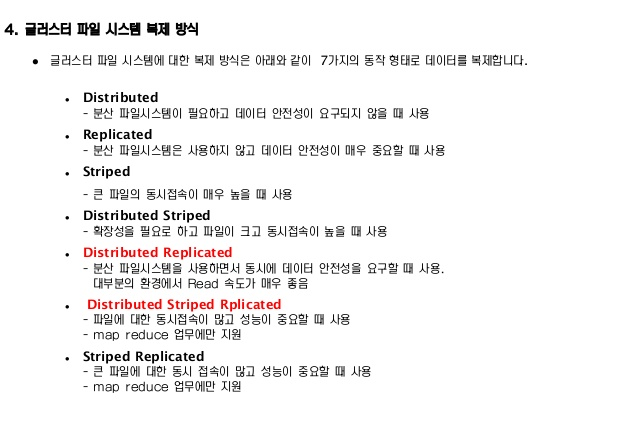 4. 글러스터 파일 시스템 복제 방식
● 글러스터 파일 시스템에 대한 복제 방식은 아래와 같이 7가지의 동작 형태로 데이터를 복제합니다.
• Distributed
- 분산 파일시스템이 필요하고 데이터 안전성이 요구되지 않을 때 사용
• Replicated
- 분산 파일시스템은 사용하지 않고 데이터 안전성이 매우 중요할 때 사용
• Striped
- 큰 파일의 동시접속이 매우 높을 때 사용
• Distributed Striped
- 확장성을 필요로 하고 파일이 크고 동시접속이 높을 때 사용
• Distributed Replicated
- 분산 파일시스템을 사용하면서 동시에 데이터 안전성을 요구할 때 사용.
대부분의 환경에서 Read 속도가 매우 좋음
• Distributed Striped Rplicated
- 파일에 대한 동시접속이 많고 성능이 중요할 때 사용
- map reduce 업무에만 지원
• Striped Replicated
- 큰 파일에 대한 동시 접속이 많고 성능이 중요할 때 사용
- map reduce 업무에만 지원